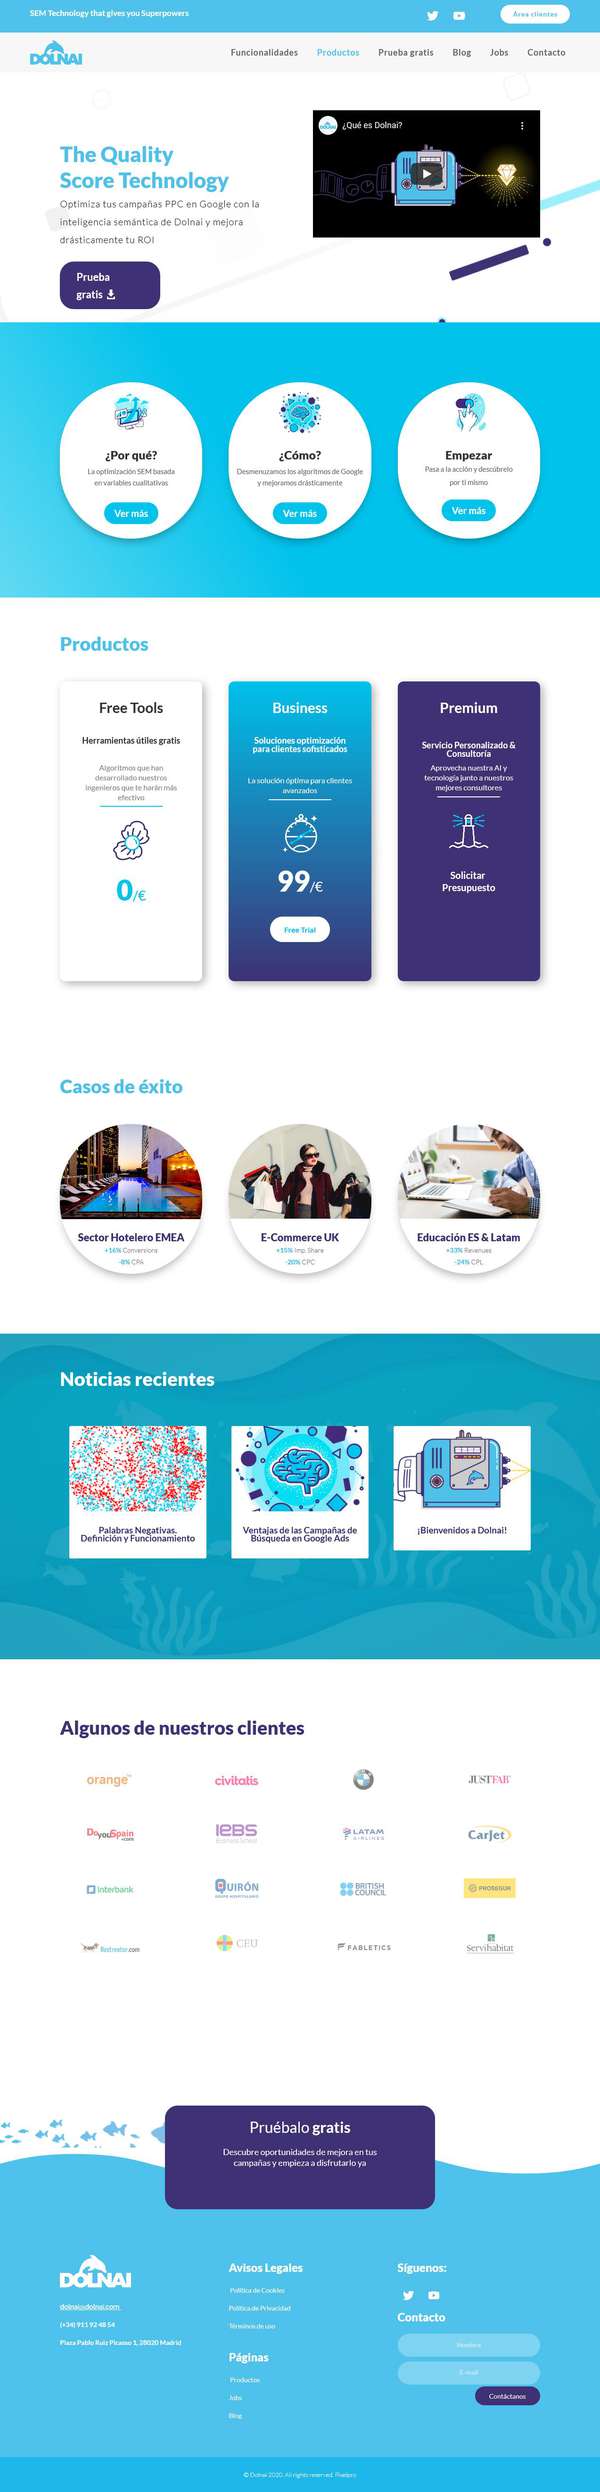 SEM Technology that gives you Superpowers
Área clientes
DOLNAI
Funcionalidades
Productos
Prueba gratis
Blog
Jobs
Contacto
¿Qué es Dolnai?
The Quality
Score Technology
Optimiza tus campañas PPC en Google con la
inteligencia semántica de Dolnai y mejora
drásticamente tu ROI
Prueba
gratis
¿Por qué?
La optimización SEM basada
en variables cualitativas
Ver más
¿Cómo?
Desmenuzamos los algoritmos de Google
y mejoramos drásticamente
Ver más
Empezar
Pasa a la acción y descúbrelo
por ti mismo
Ver más
Productos
Free Tools
Herramientas útiles gratis
Algoritmos que han
desarrollado nuestros
ingenieros que te harán más
efectivo
0/€
Business
Soluciones optimización
para clientes sofisticados
La solución óptima para clientes
avanzados
99/€
Free Trial
Premium
Servicio Personalizado &
Consultoría
Aprovecha nuestra AI y
tecnología junto a nuestros
mejores consultores
Solicitar
Presupuesto
Casos de éxito
Sector Hotelero EMEA
+16% Conversions
-8% CPA
E-Commerce UK
+15% Imp. Share
-20% CPC
Educación ES & Latam
+33% Revenues
-24% CPL
Noticias recientes
Palabras Negativas.
Definición y Funcionamiento
Ventajas de las Campañas de
Búsqueda en Google Ads
¡Bienvenidos a Dolnai!
Algunos de nuestros clientes
orange
civitatis
BMW
JUSTFAB
DoyouSpain
.com
IEBS
Business School
LATAM
AIRLINES
CarJet
interbank
QUIRÓN
GRUPO HOSPITALARIO
BRITISH
COUNCIL
PROSEGUR
Rastreator.com
CEU
FABLETICS
Servihabitat
Pruébalo gratis
Descubre oportunidades de mejora en tus
campañas y empieza a disfrutarlo ya
DOLNAI
dolnai@dolnai.com
(+34) 911 92 48 54
Plaza Pablo Ruiz Picasso 1, 28020 Madrid
Avisos Legales
Política de Cookies
Política de Privacidad
Términos de uso
Páginas
Productos
Jobs
Blog
Síguenos:
Contacto
Nombre
E-mail
Contáctanos
© Dolnai 2020. All rights reserved. Pixelpro